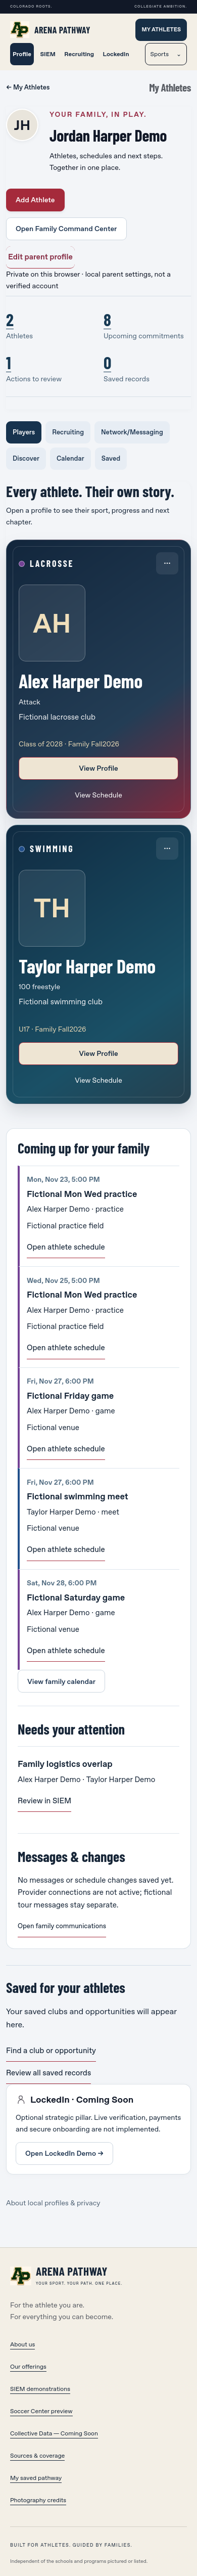 COLORADO ROOTS.
COLLEGIATE AMBITION.
AP
ARENA PATHWAY
MY ATHLETES
Profile
SIEM
Recruiting
LockedIn
Sports
← My Athletes
My Athletes
JH
YOUR FAMILY, IN PLAY.
Jordan Harper Demo
Athletes, schedules and next steps.
Together in one place.
Add Athlete
Open Family Command Center
Edit parent profile
Private on this browser · local parent settings, not a
verified account
2
Athletes
8
Upcoming commitments
1
Actions to review
0
Saved records
Players
Recruiting
Network/Messaging
Discover
Calendar
Saved
Every athlete. Their own story.
Open a profile to see their sport, progress and next
chapter.
LACROSSE
···
AH
Alex Harper Demo
Attack
Fictional lacrosse club
Class of 2028 · Family Fall2026
View Profile
View Schedule
SWIMMING
···
TH
Taylor Harper Demo
100 freestyle
Fictional swimming club
U17 · Family Fall2026
View Profile
View Schedule
Coming up for your family
Mon, Nov 23, 5:00 PM
Fictional Mon Wed practice
Alex Harper Demo · practice
Fictional practice field
Open athlete schedule
Wed, Nov 25, 5:00 PM
Fictional Mon Wed practice
Alex Harper Demo · practice
Fictional practice field
Open athlete schedule
Fri, Nov 27, 6:00 PM
Fictional Friday game
Alex Harper Demo · game
Fictional venue
Open athlete schedule
Fri, Nov 27, 6:00 PM
Fictional swimming meet
Taylor Harper Demo · meet
Fictional venue
Open athlete schedule
Sat, Nov 28, 6:00 PM
Fictional Saturday game
Alex Harper Demo · game
Fictional venue
Open athlete schedule
View family calendar
Needs your attention
Family logistics overlap
Alex Harper Demo · Taylor Harper Demo
Review in SIEM
Messages & changes
No messages or schedule changes saved yet.
Provider connections are not active; fictional
tour messages stay separate.
Open family communications
Saved for your athletes
Your saved clubs and opportunities will appear
here.
Find a club or opportunity
Review all saved records
LockedIn · Coming Soon
Optional strategic pillar. Live verification, payments
and secure onboarding are not implemented.
Open LockedIn Demo →
About local profiles & privacy
AP
ARENA PATHWAY
YOUR SPORT. YOUR PATH. ONE PLACE.
For the athlete you are.
For everything you can become.
About us
Our offerings
SIEM demonstrations
Soccer Center preview
Collective Data — Coming Soon
Sources & coverage
My saved pathway
Photography credits
BUILT FOR ATHLETES. GUIDED BY FAMILIES.
Independent of the schools and programs pictured or listed.